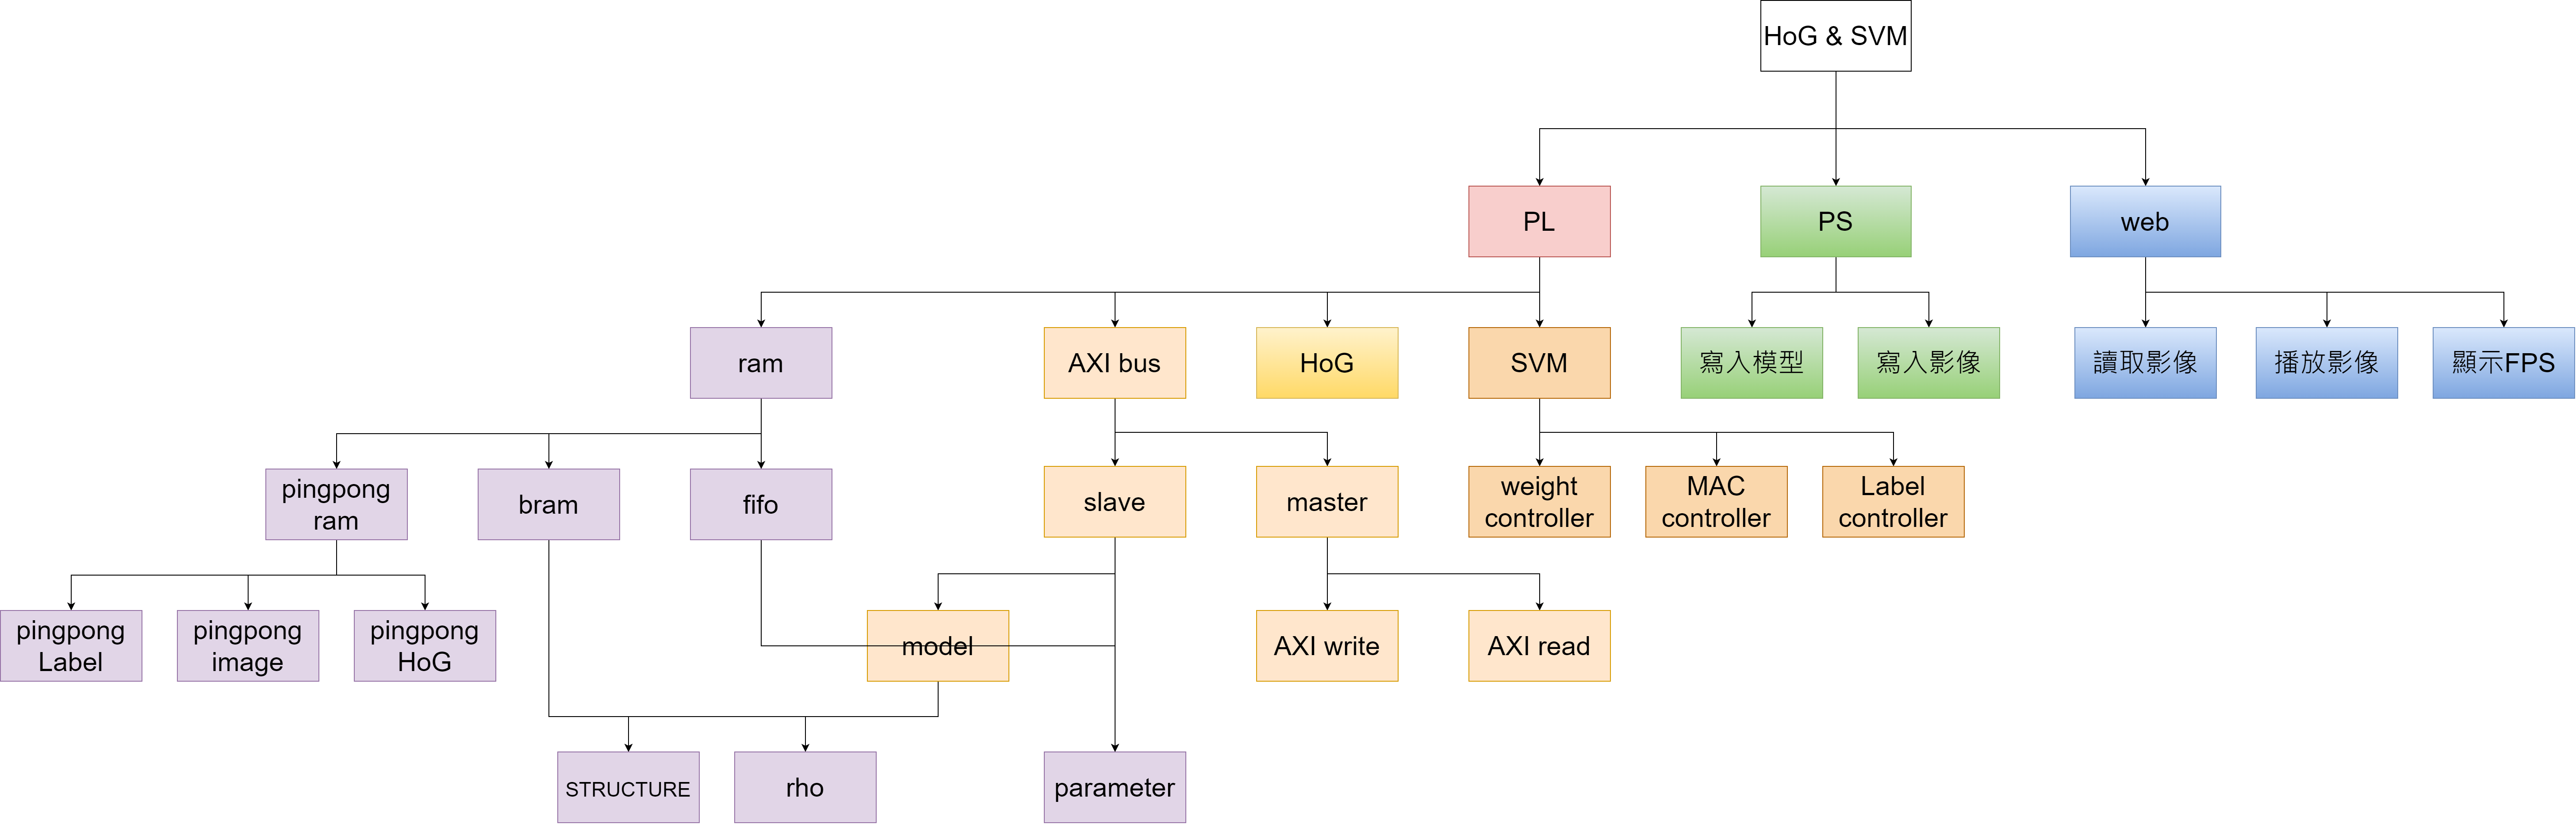 HoG & SVM
PL
PS
web
ram
AXI bus
HoG
SVM
寫入模型
寫入影像
讀取影像
播放影像
顯示FPS
pingpong
ram
bram
fifo
slave
master
weight
controller
MAC
controller
Label
controller
pingpong
Label
pingpong
image
pingpong
HoG
model
AXI write
AXI read
STRUCTURE
rho
parameter